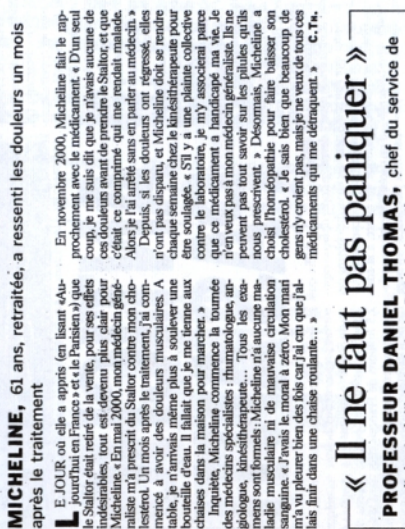 MICHELINE, 61 ans, retraitée, a ressenti les douleurs un mois
après le traitement
LE JOUR où elle a appris (en lisant «Au-
jourd'hui en France» et «le Parisien») que
le Staltor était retiré de la vente, pour ses effets
indésirables, tout est devenu plus clair pour
Micheline. «En mai 2000, mon médecin géné-
raliste m'a prescrit du Staltor contre mon cho-
lestérol. Un mois après le traitement, j'ai com-
mencé à avoir des douleurs musculaires. A
table, je n'arrivais même plus à soulever une
bouteille d'eau. Il fallait que je me tienne aux
chaises dans la maison pour marcher. »
Inquiète, Micheline commence la tournée
des médecins spécialistes : rhumatologue, an-
giologue, kinésithérapeute... Tous les exa-
mens sont formels : Micheline n'a aucune ma-
ladie musculaire ni de mauvaise circulation
sanguine. «J'avais le moral à zéro. Mon mari
m'a vu pleurer bien des fois car j'ai cru que j'al-
lais finir dans une chaise roulante... »
En novembre 2000, Micheline fait le rap-
prochement avec le médicament. « D'un seul
coup, je me suis dit que je n'avais aucune de
ces douleurs avant de prendre le Staltor, et que
c'était ce comprimé qui me rendait malade.
Alors je l'ai arrêté sans en parler au médecin. »
Depuis, si les douleurs ont régressé, elles
n'ont pas disparu, et Micheline doit se rendre
chaque semaine chez le kinésithérapeute pour
être soulagée. « S'il y a une plainte collective
contre le laboratoire, je m'y associerai parce
que ce médicament a handicapé ma vie. Je
n'en veux pas à mon médecin généraliste. Ils ne
peuvent pas tout savoir sur les pilules qu'ils
nous prescrivent. » Désormais, Micheline a
choisi l'homéopathie pour faire baisser son
cholestérol. « Je sais bien que beaucoup de
gens n'y croient pas, mais je ne veux de tous ces
médicaments qui me détraquent. » C.TH.
« Il ne faut pas paniquer »
PROFESSEUR DANIEL THOMAS, chef du service de